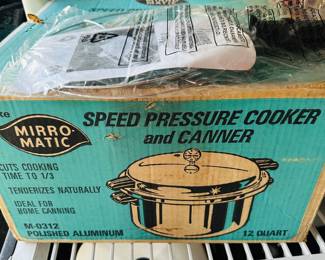 MATIC
SPEED PRESSURE COOKER
and CANNER
MIRRO-
MATIC
CUTS COOKING
TIME TO 1/3
TENDERIZES NATURALLY
IDEAL FOR
HOME CANNING
M-0312
POLISHED ALUMINUM
12 QUART